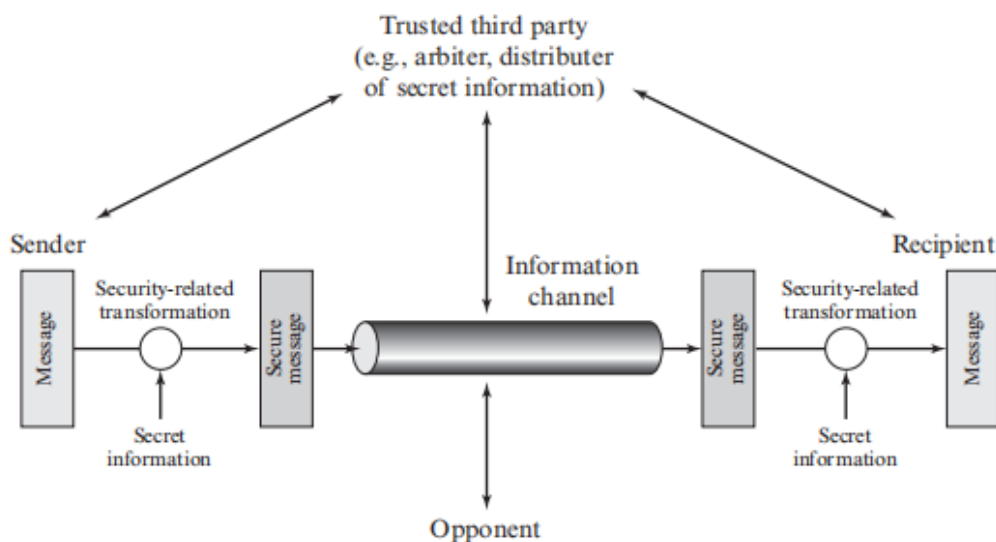 Trusted third party
(e.g., arbiter, distributer
of secret information)
Sender
Recipient
Information
channel
Security-related
transformation
Security-related
transformation
Message
Secure
message
Secure
message
Message
Secret
information
Secret
information
Opponent